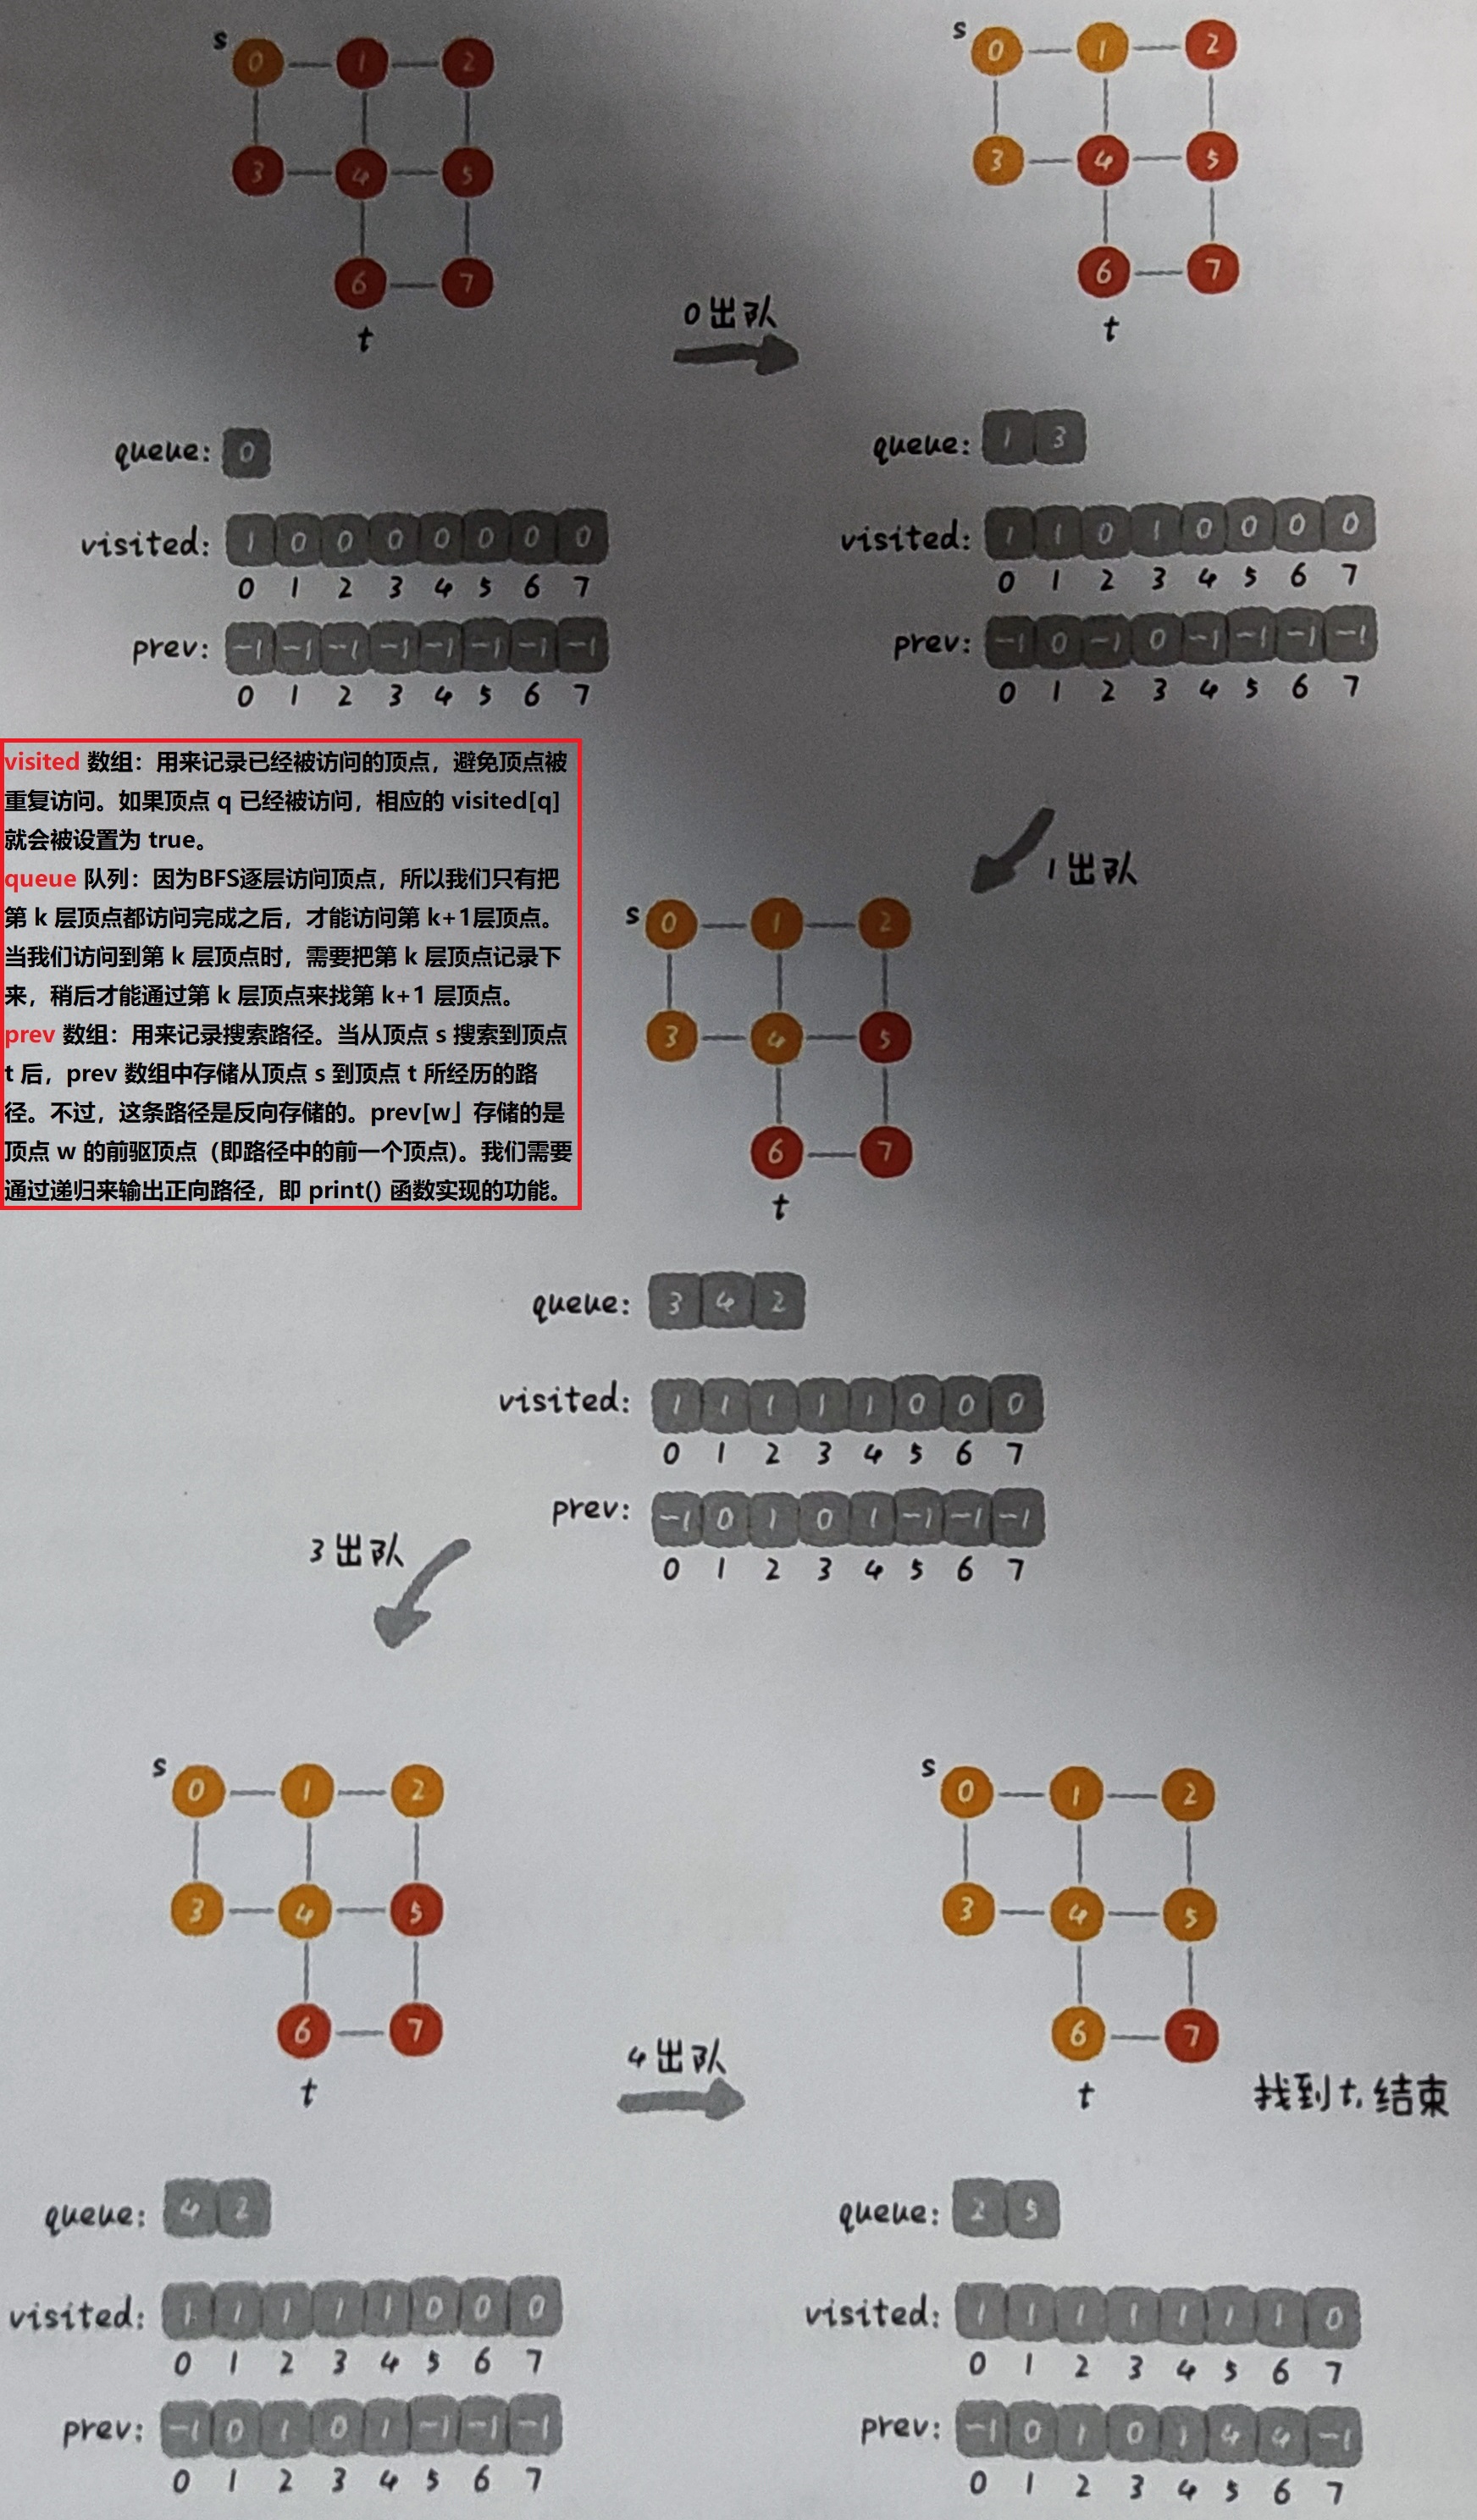 s 0 1 2
3 4 5
6 7
t
queue: 0
visited: 1 0 0 0 0 0 0 0
0 1 2 3 4 5 6 7
prev: -1 -1 -1 -1 -1 -1 -1 -1
0 1 2 3 4 5 6 7
0出队
s 0 1 2
3 4 5
6 7
t
queue: 1 3
visited: 1 1 0 1 0 0 0 0
0 1 2 3 4 5 6 7
prev: -1 0 -1 0 -1 -1 -1 -1
0 1 2 3 4 5 6 7
visited 数组：用来记录已经被访问的顶点，避免顶点被
重复访问。如果顶点 q 已经被访问，相应的 visited[q]
就会被设置为 true。
queue 队列：因为BFS逐层访问顶点，所以我们只有把
第 k 层顶点都访问完成之后，才能访问第 k+1层顶点。
当我们访问到第 k 层顶点时，需要把第 k 层顶点记录下
来，稍后才能通过第 k 层顶点来找第 k+1 层顶点。
prev 数组：用来记录搜索路径。当从顶点 s 搜索到顶点
t 后，prev 数组中存储从顶点 s 到顶点 t 所经历的路
径。不过，这条路径是反向存储的。prev[w」存储的是
顶点 w 的前驱顶点（即路径中的前一个顶点)。我们需要
通过递归来输出正向路径，即 print() 函数实现的功能。
1出队
s 0 1 2
3 4 5
6 7
t
queue: 3 4 2
visited: 1 1 1 1 1 0 0 0
0 1 2 3 4 5 6 7
prev: -1 0 1 0 1 -1 -1 -1
0 1 2 3 4 5 6 7
3出队
s 0 1 2
3 4 5
6 7
t
queue: 4 2
visited: 1 1 1 1 1 0 0 0
0 1 2 3 4 5 6 7
prev: -1 0 1 0 1 -1 -1 -1
0 1 2 3 4 5 6 7
4出队
s 0 1 2
3 4 5
6 7
t
找到t,结束
queue: 2 5
visited: 1 1 1 1 1 1 1 0
0 1 2 3 4 5 6 7
prev: -1 0 1 0 1 4 4 -1
0 1 2 3 4 5 6 7